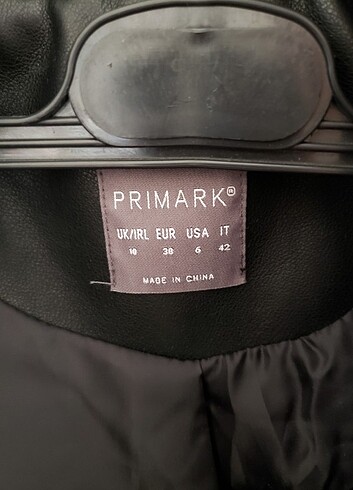 PRIMARK®
UK/IRL EUR USA IT
10 38 6 42
MADE IN CHINA